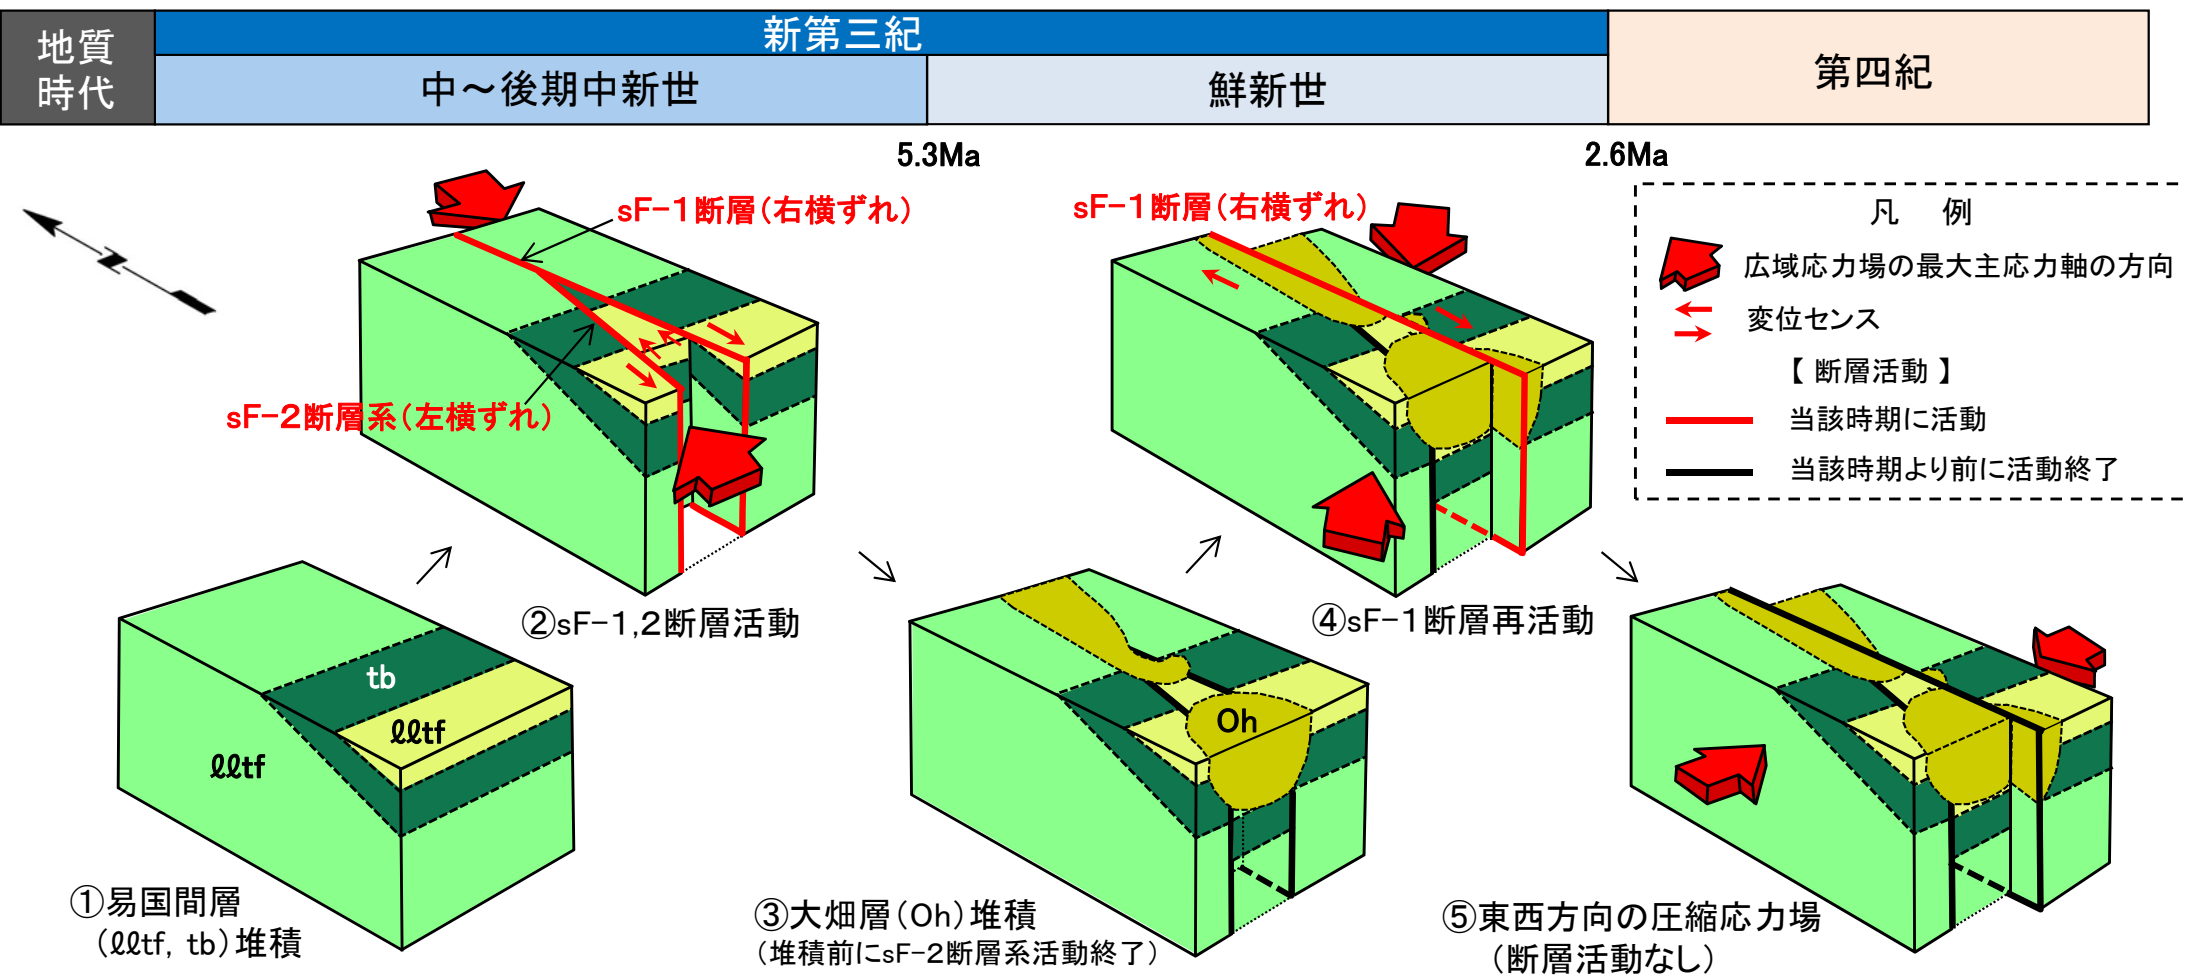 地質
時代
新第三紀
中～後期中新世
鮮新世
第四紀
5.3Ma
2.6Ma
sF-1断層(右横ずれ)
sF-2断層系(左横ずれ)
②sF-1,2断層活動
sF-1断層(右横ずれ)
④sF-1断層再活動
凡 例
広域応力場の最大主応力軸の方向
変位センス
【 断層活動 】
当該時期に活動
当該時期より前に活動終了
tb
ℓℓtf
ℓℓtf
①易国間層
(ℓℓtf, tb)堆積
Oh
③大畑層(Oh)堆積
(堆積前にsF-2断層系活動終了)
⑤東西方向の圧縮応力場
(断層活動なし)